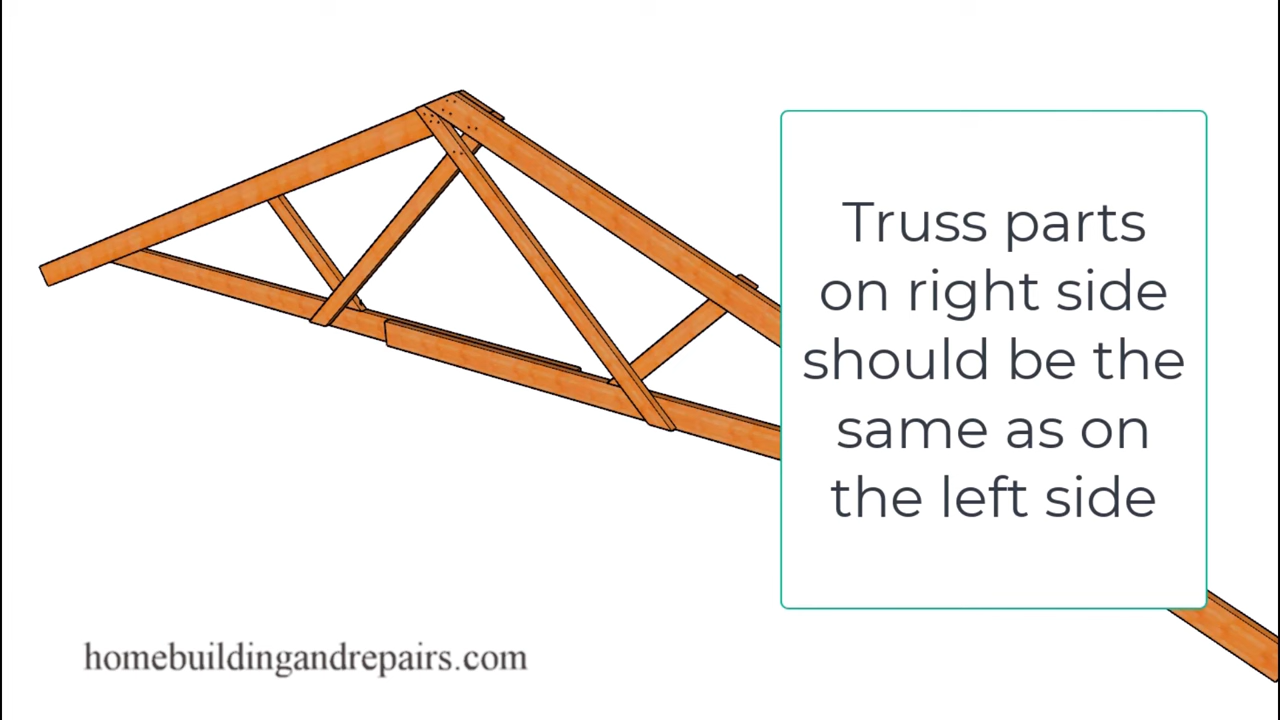 Truss parts
on right side
should be the
same as on
the left side
homebuildingandrepairs.com